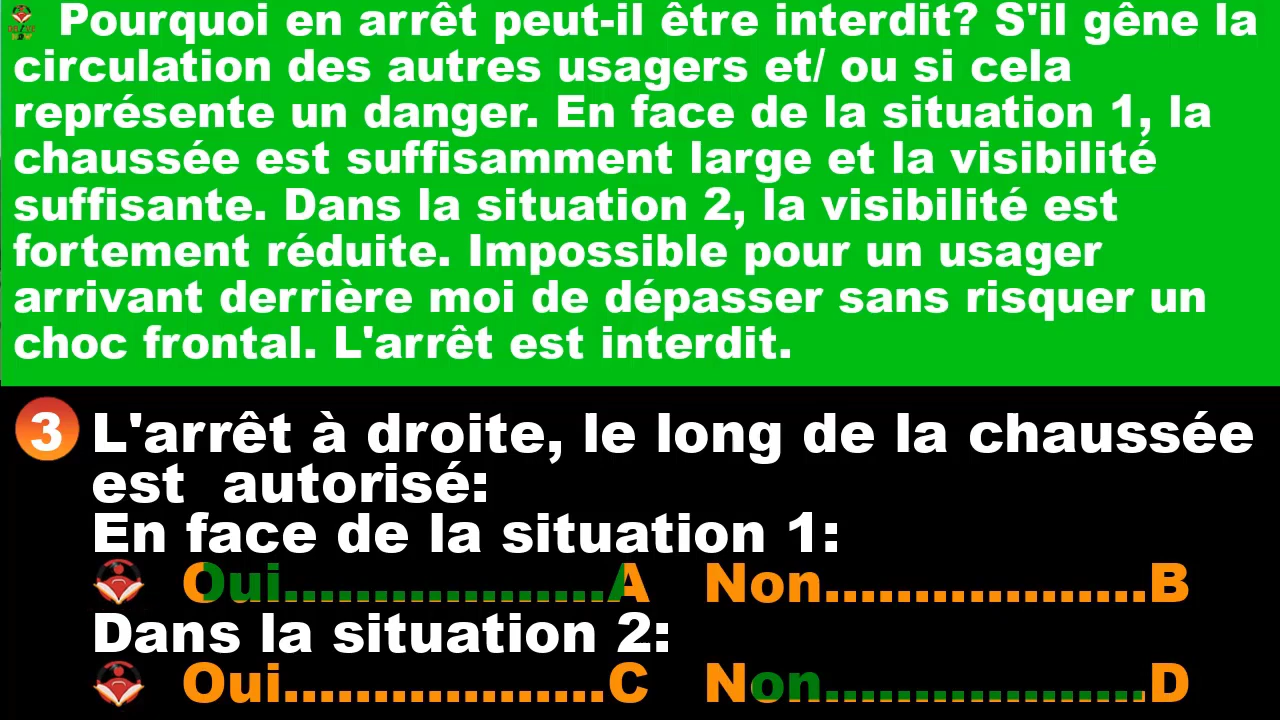 Pourquoi en arrêt peut-il être interdit? S'il gêne la
circulation des autres usagers et/ ou si cela
représente un danger. En face de la situation 1, la
chaussée est suffisamment large et la visibilité
suffisante. Dans la situation 2, la visibilité est
fortement réduite. Impossible pour un usager
arrivant derrière moi de dépasser sans risquer un
choc frontal. L'arrêt est interdit.
3 L'arrêt à droite, le long de la chaussée
est autorisé:
En face de la situation 1:
Oui..................A Non..................B
Dans la situation 2:
Oui..................C Non..................D